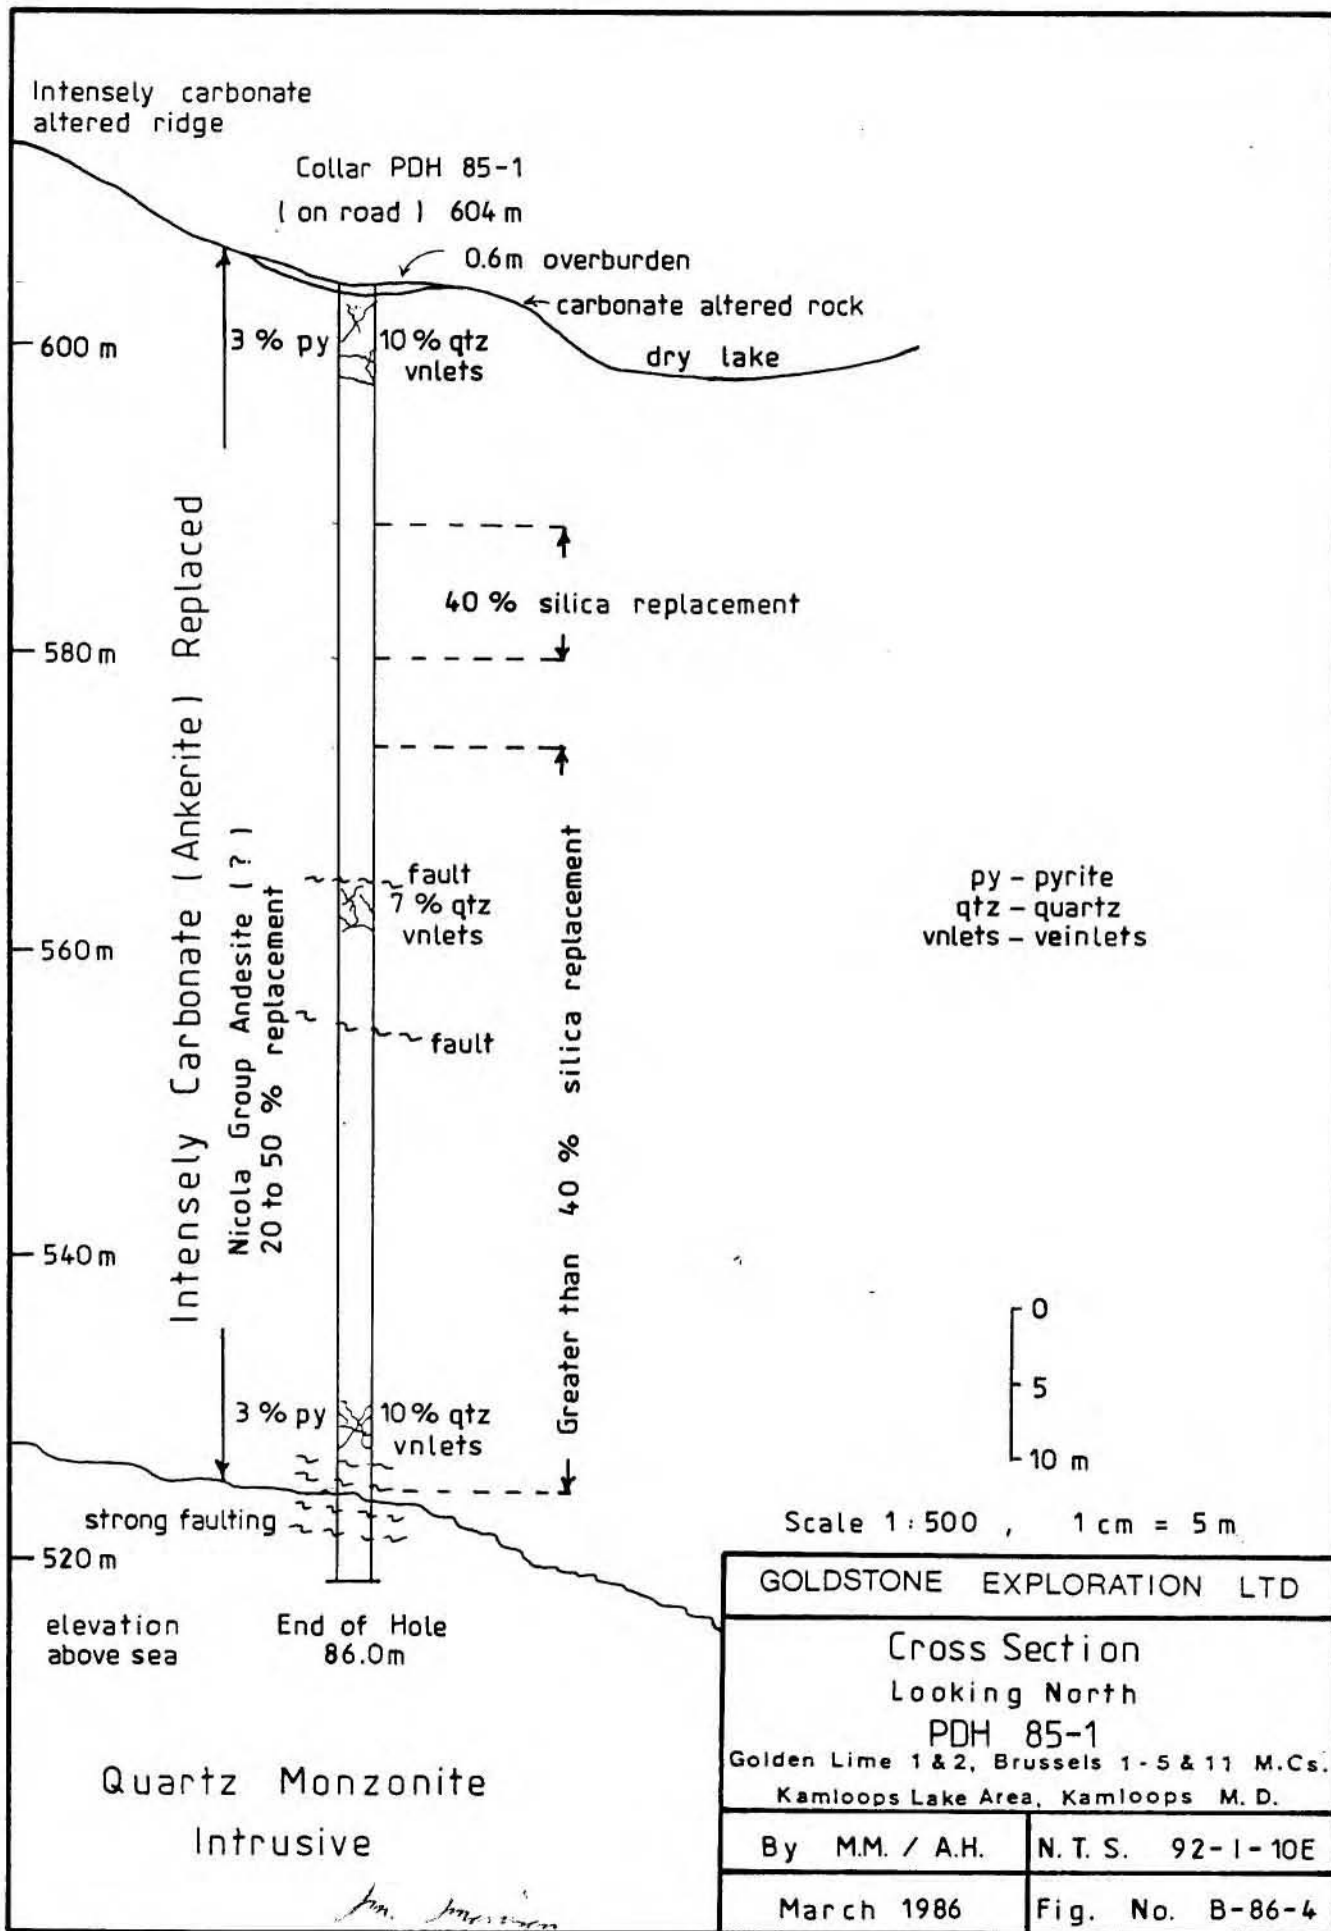 Intensely carbonate
altered ridge
Collar PDH 85-1
(on road) 604 m
0.6m overburden
carbonate altered rock
600 m
3 % py
10 % qtz
vnlets
dry lake
40 % silica replacement
580 m
Intensely Carbonate (Ankerite) Replaced
Nicola Group Andesite (?)
20 to 50 % replacement
fault
7 % qtz
vnlets
560 m
fault
Greater than 40 % silica replacement
py - pyrite
qtz - quartz
vnlets - veinlets
540 m
0
5
10 m
3 % py
10 % qtz
vnlets
strong faulting
520 m
Scale 1:500 , 1 cm = 5 m
elevation
above sea
End of Hole
86.0m
Quartz Monzonite
Intrusive
GOLDSTONE EXPLORATION LTD
Cross Section
Looking North
PDH 85-1
Golden Lime 1 & 2, Brussels 1 - 5 & 11 M.Cs.
Kamloops Lake Area, Kamloops M. D.
By M.M. / A.H.
N. T. S. 92-I-10E
March 1986
Fig. No. B-86-4